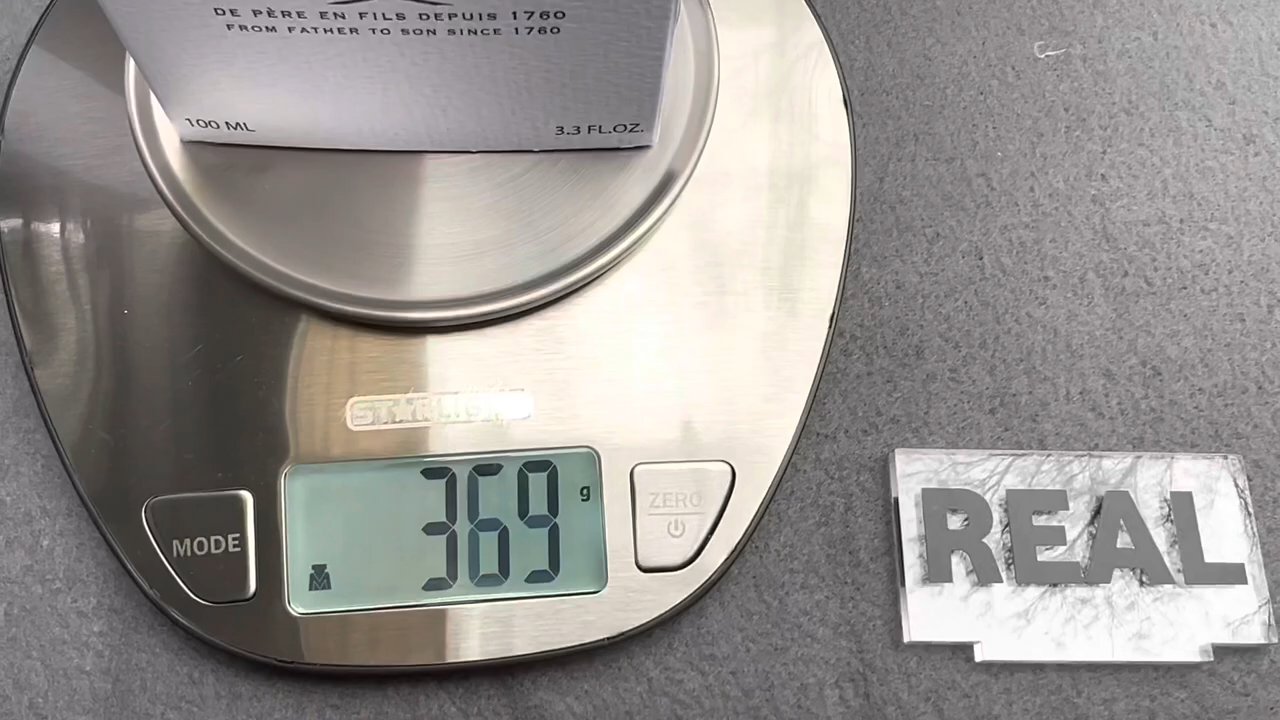 DE PÈRE EN FILS DEPUIS 1760
FROM FATHER TO SON SINCE 1760
100 ML
3.3 FL.OZ.
MODE
369
g
ZERO
REAL